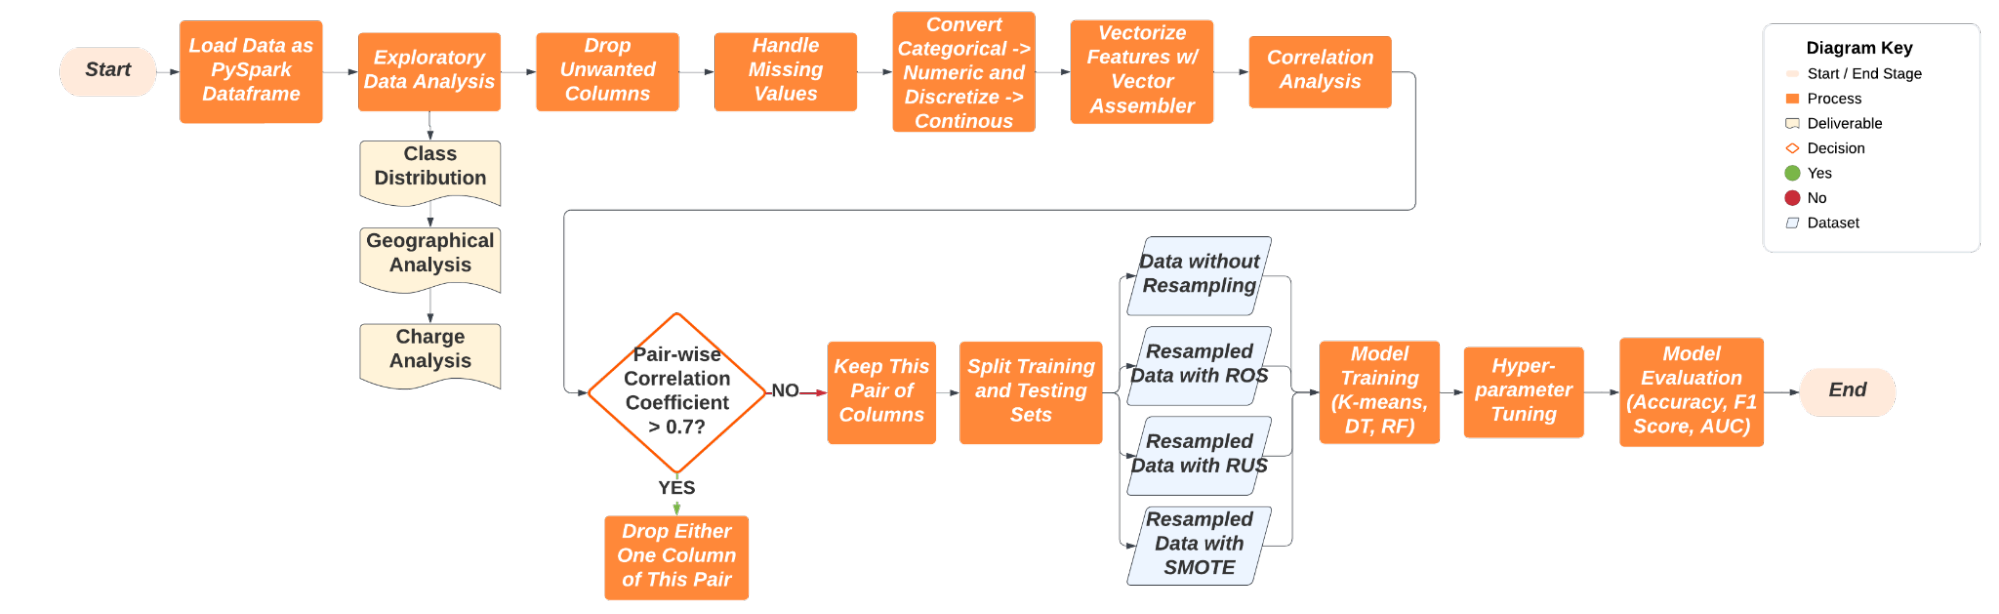 Start
Load Data as
PySpark
Dataframe
Exploratory
Data Analysis
Drop
Unwanted
Columns
Handle
Missing
Values
Convert
Categorical ->
Numeric and
Discretize ->
Continous
Vectorize
Features w/
Vector
Assembler
Correlation
Analysis
Class
Distribution
Geographical
Analysis
Charge
Analysis
Pair-wise
Correlation
Coefficient
> 0.7?
NO
YES
Drop Either
One Column
of This Pair
Keep This
Pair of
Columns
Split Training
and Testing
Sets
Data without
Resampling
Resampled
Data with ROS
Resampled
Data with RUS
Resampled
Data with
SMOTE
Model
Training
(K-means,
DT, RF)
Hyper-
parameter
Tuning
Model
Evaluation
(Accuracy, F1
Score, AUC)
End
Diagram Key
Start / End Stage
Process
Deliverable
Decision
Yes
No
Dataset